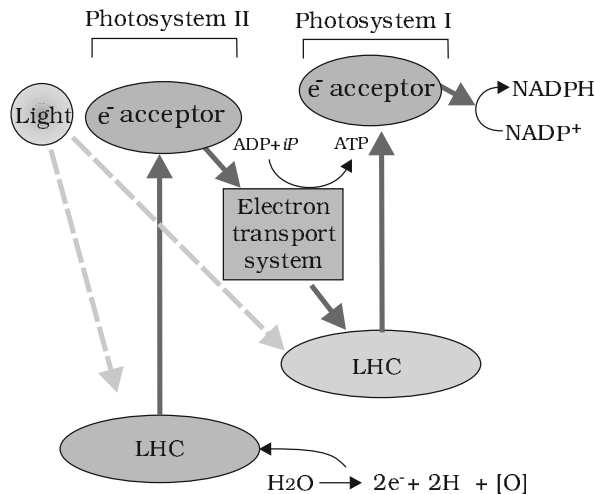 Photosystem II
Photosystem I
Light
e⁻ acceptor
e⁻ acceptor
NADPH
NADP⁺
ADP+iP
ATP
Electron
transport
system
LHC
LHC
H2O 2e⁻+ 2H + [O]